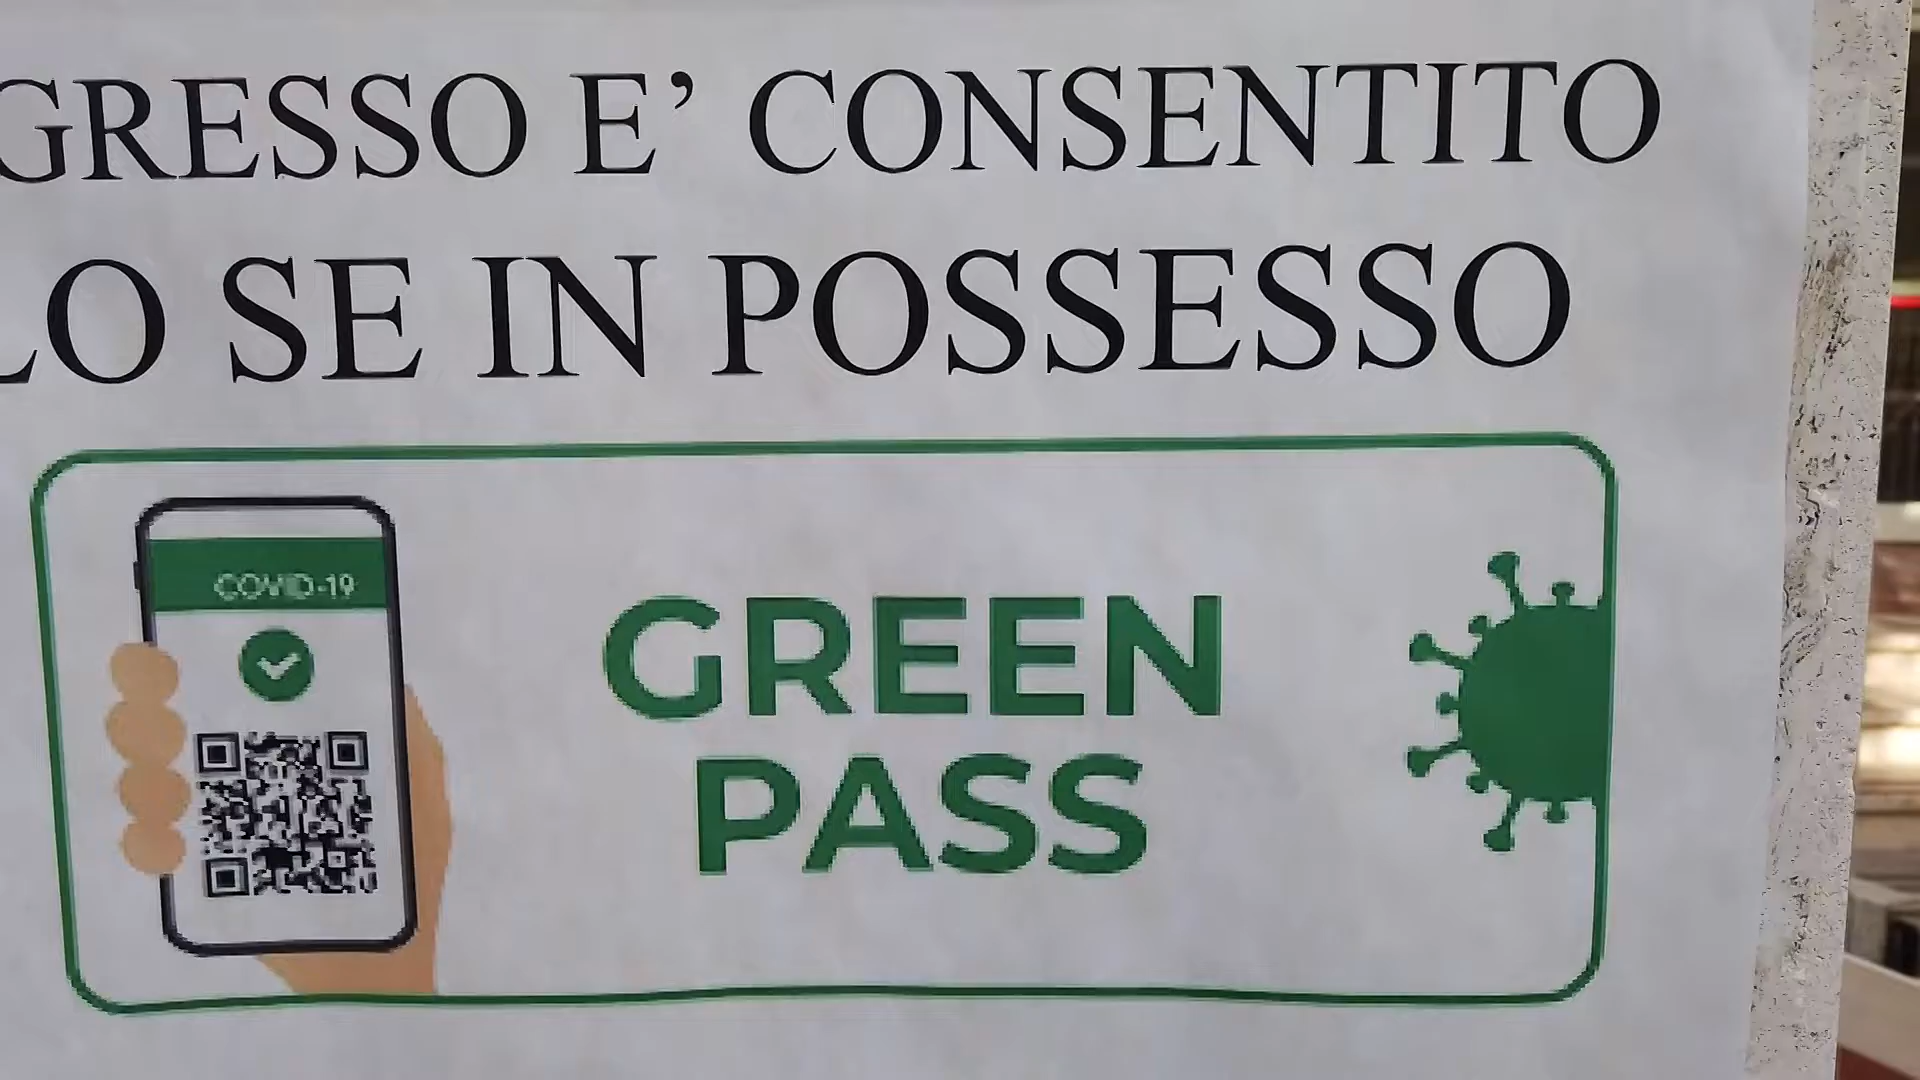 GRESSO E’ CONSENTITO
LO SE IN POSSESSO
COVID-19
GREEN
PASS